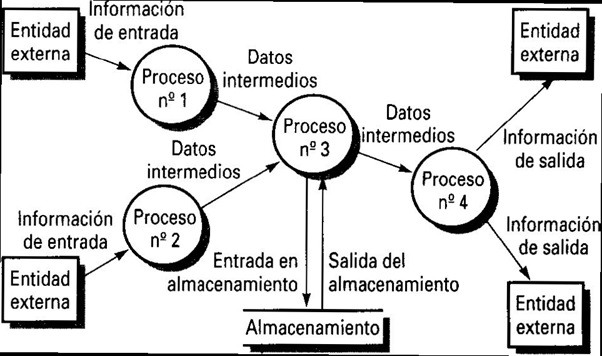 Entidad
externa
Información
de entrada
Proceso
nº 1
Datos
intermedios
Proceso
nº 3
Datos
intermedios
Entidad
externa
Información
de salida
Proceso
nº 4
Datos
intermedios
Información
de entrada
Proceso
nº 2
Entidad
externa
Entrada en
almacenamiento
Salida del
almacenamiento
Almacenamiento
Información
de salida
Entidad
externa